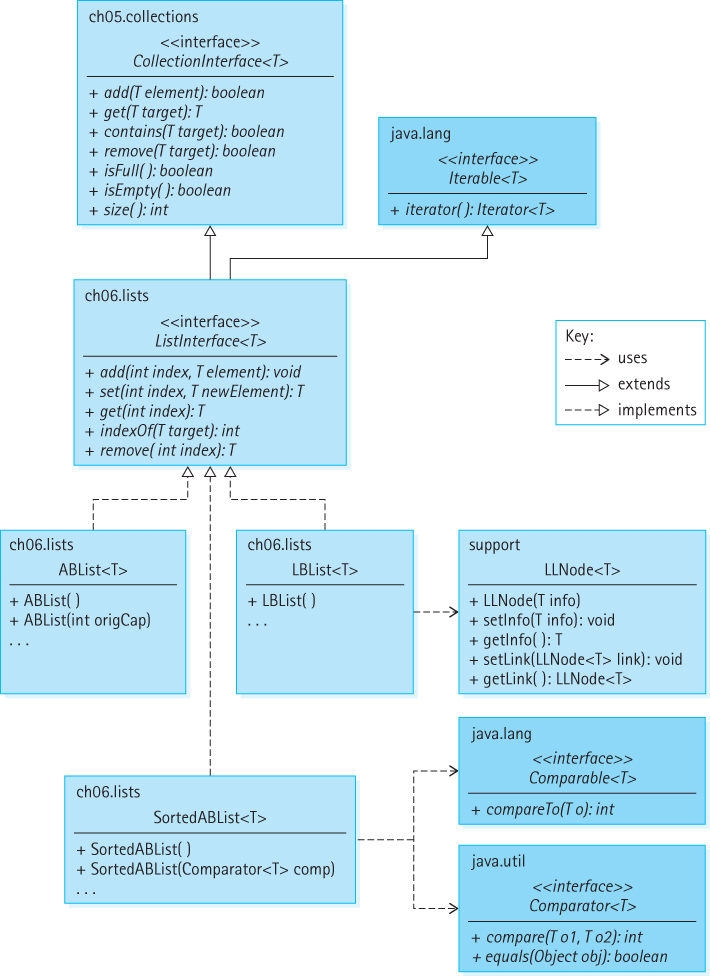 ch05.collections
<<interface>>
CollectionInterface<T>
+ add(T element): boolean
+ get(T target): T
+ contains(T target): boolean
+ remove(T target): boolean
+ isFull( ): boolean
+ isEmpty( ): boolean
+ size( ): int
java.lang
<<interface>>
Iterable<T>
+ iterator( ): Iterator<T>
ch06.lists
<<interface>>
ListInterface<T>
+ add(int index, T element): void
+ set(int index, T newElement): T
+ get(int index): T
+ indexOf(T target): int
+ remove( int index): T
Key:
uses
extends
implements
ch06.lists
ABList<T>
+ ABList( )
+ ABList(int origCap)
. . .
ch06.lists
LBList<T>
+ LBList( )
. . .
support
LLNode<T>
+ LLNode(T info)
+ setInfo(T info): void
+ getInfo( ): T
+ setLink(LLNode<T> link): void
+ getLink( ): LLNode<T>
ch06.lists
SortedABList<T>
+ SortedABList( )
+ SortedABList(Comparator<T> comp)
. . .
java.lang
<<interface>>
Comparable<T>
+ compareTo(T o): int
java.util
<<interface>>
Comparator<T>
+ compare(T o1, T o2): int
+ equals(Object obj): boolean